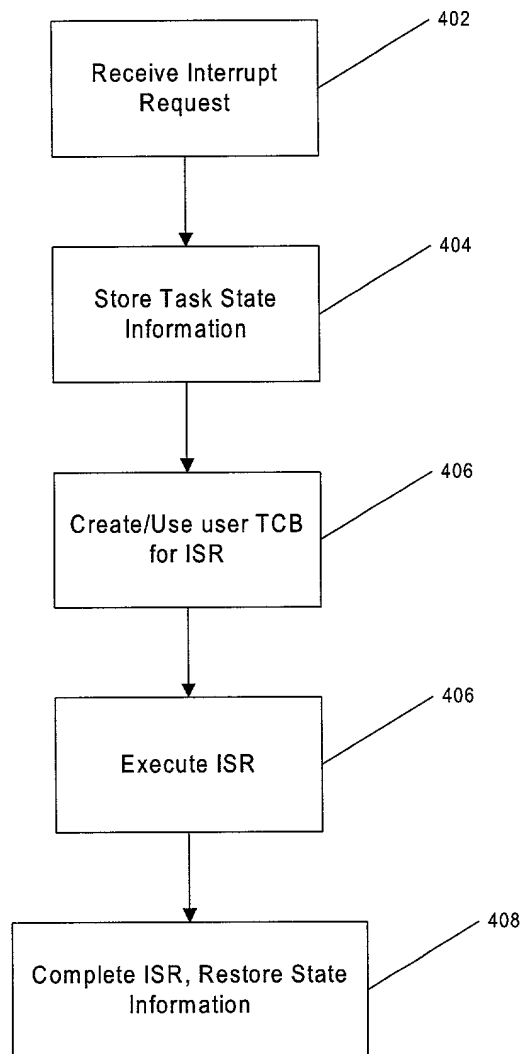 402
Receive Interrupt
Request
404
Store Task State
Information
406
Create/Use user TCB
for ISR
406
Execute ISR
408
Complete ISR, Restore State
Information